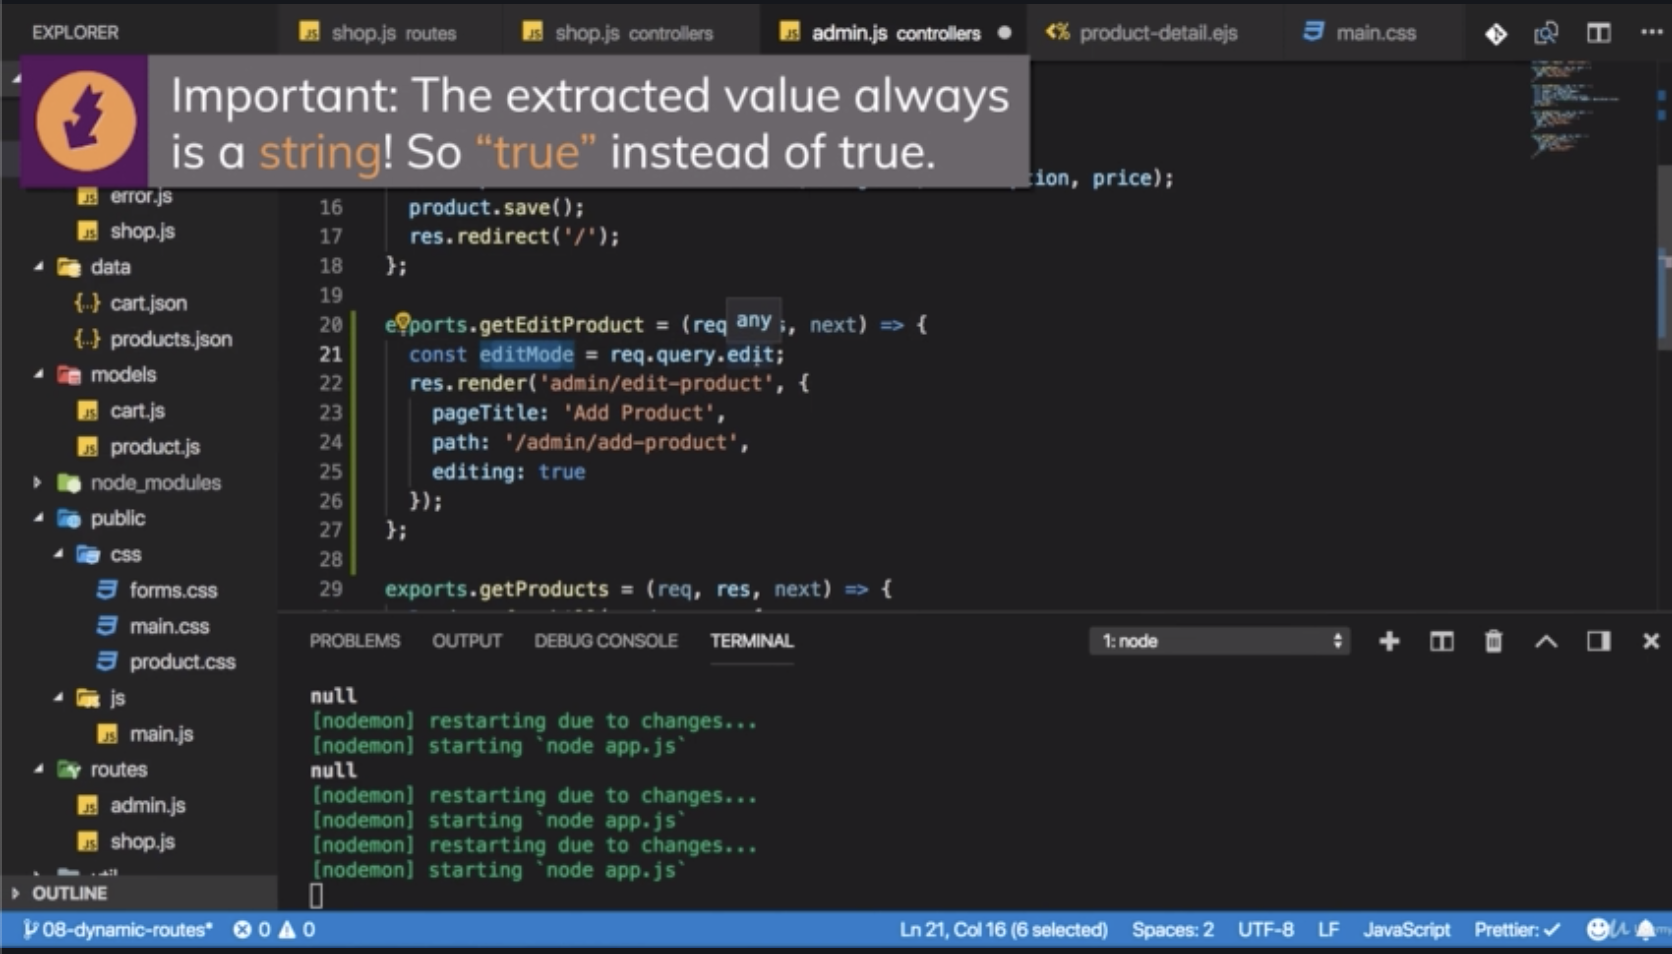 EXPLORER
shop.js routes
shop.js controllers
admin.js controllers
product-detail.ejs
main.css
Important: The extracted value always
is a string! So “true” instead of true.
error.js
shop.js
data
cart.json
products.json
models
cart.js
product.js
node_modules
public
css
forms.css
main.css
product.css
js
main.js
routes
admin.js
shop.js
OUTLINE
ion, price);
16 product.save();
17 res.redirect('/');
18 };
19
20 exports.getEditProduct = (req s, next) => {
any
21 const editMode = req.query.edit;
22 res.render('admin/edit-product', {
23 pageTitle: 'Add Product',
24 path: '/admin/add-product',
25 editing: true
26 });
27 };
28
29 exports.getProducts = (req, res, next) => {
PROBLEMS OUTPUT DEBUG CONSOLE TERMINAL
1: node
null
[nodemon] restarting due to changes...
[nodemon] starting `node app.js`
null
[nodemon] restarting due to changes...
[nodemon] starting `node app.js`
[nodemon] restarting due to changes...
[nodemon] starting `node app.js`
08-dynamic-routes* 0 0
Ln 21, Col 16 (6 selected) Spaces: 2 UTF-8 LF JavaScript Prettier: ✓